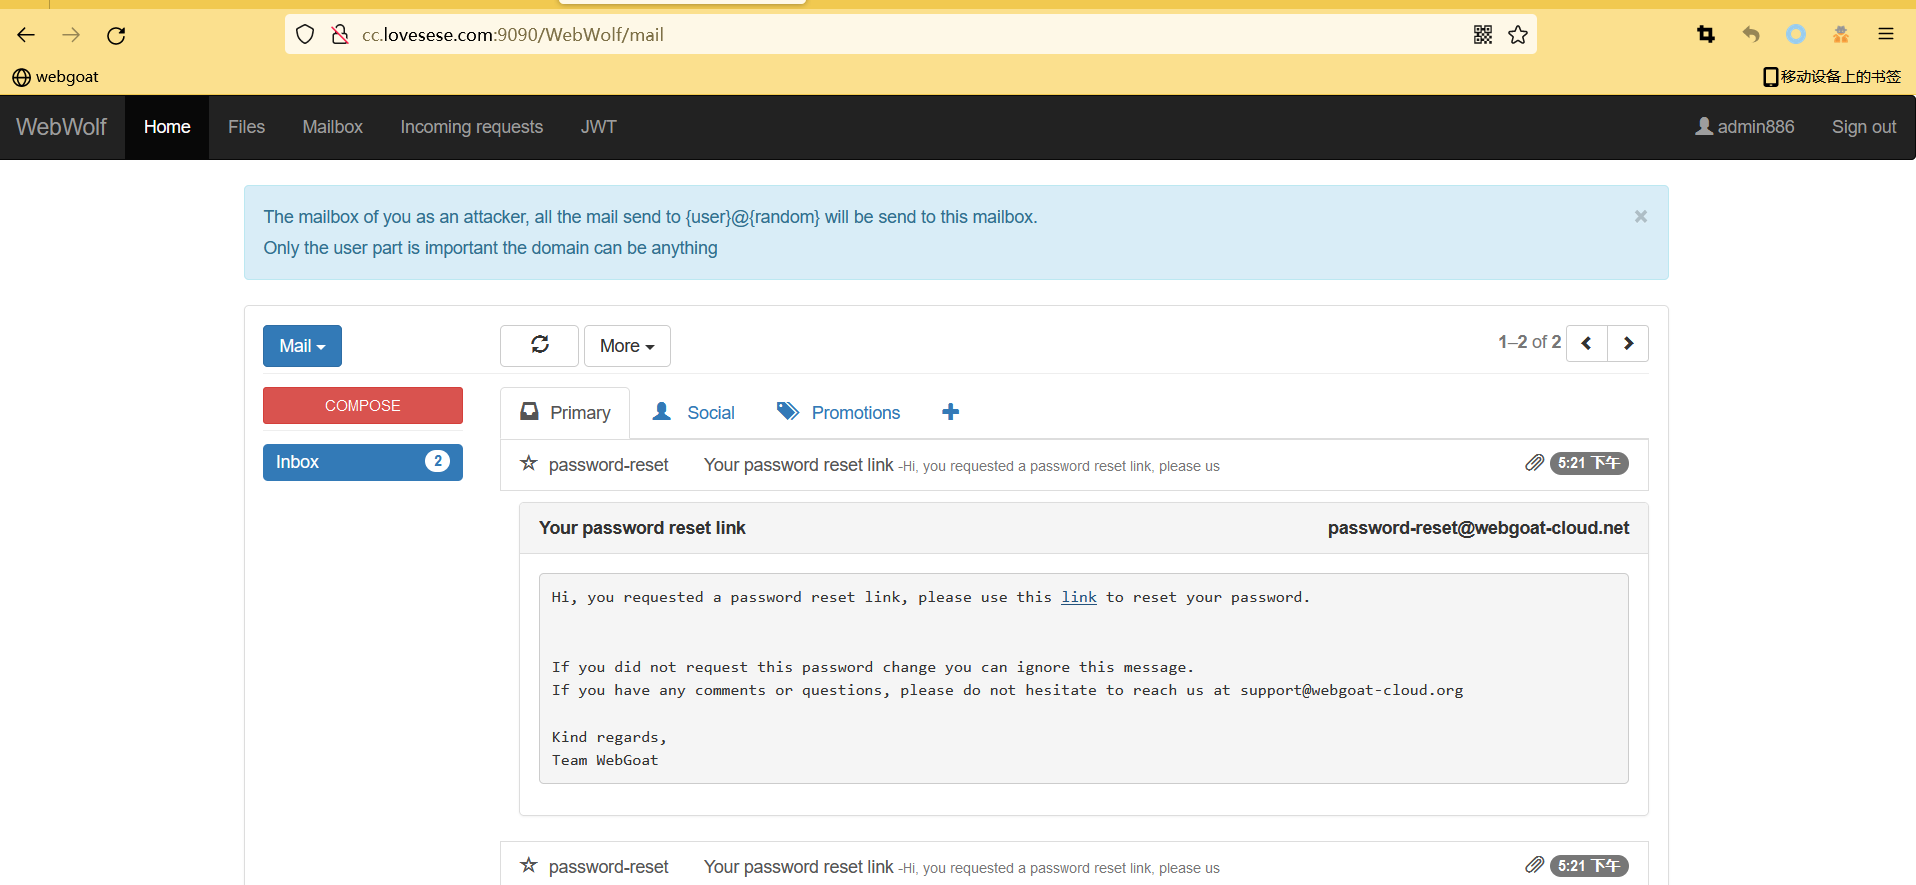 cc.lovesese.com:9090/WebWolf/mail
webgoat
移动设备上的书签
WebWolf Home Files Mailbox Incoming requests JWT admin886 Sign out
The mailbox of you as an attacker, all the mail send to {user}@{random} will be send to this mailbox. ×
Only the user part is important the domain can be anything
Mail More 1–2 of 2
COMPOSE
Primary Social Promotions
Inbox 2
password-reset Your password reset link -Hi, you requested a password reset link, please us 5:21 下午
Your password reset link password-reset@webgoat-cloud.net
Hi, you requested a password reset link, please use this link to reset your password.
If you did not request this password change you can ignore this message.
If you have any comments or questions, please do not hesitate to reach us at support@webgoat-cloud.org
Kind regards,
Team WebGoat
password-reset Your password reset link -Hi, you requested a password reset link, please us 5:21 下午